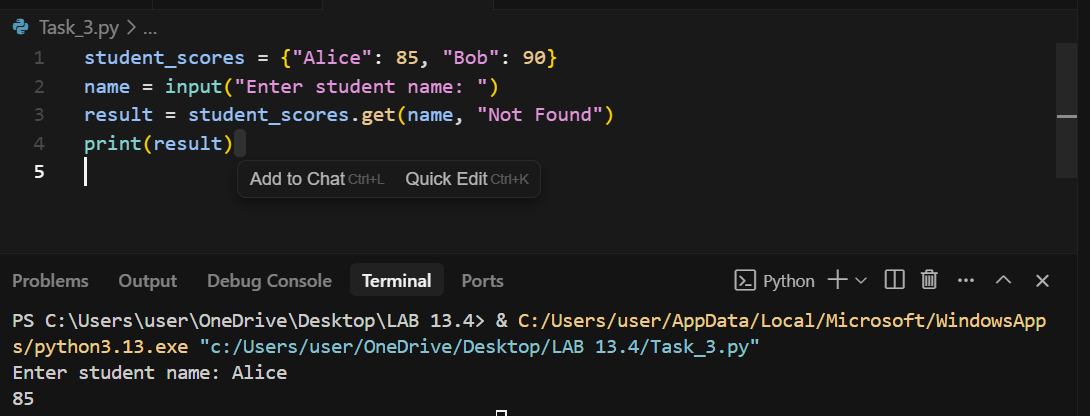 Task_3.py > ...
1 student_scores = {"Alice": 85, "Bob": 90}
2 name = input("Enter student name: ")
3 result = student_scores.get(name, "Not Found")
4 print(result)
5
Add to Chat Ctrl+L Quick Edit Ctrl+K
Problems Output Debug Console Terminal Ports Python
PS C:\Users\user\OneDrive\Desktop\LAB 13.4> & C:/Users/user/AppData/Local/Microsoft/WindowsApp
s/python3.13.exe "c:/Users/user/OneDrive/Desktop/LAB 13.4/Task_3.py"
Enter student name: Alice
85